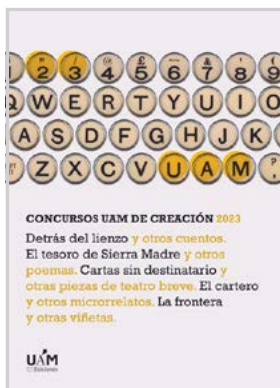 2 3 @ £ 5 6 7 8 9
Q W E R T Y U I O
A S D F G H J K
Z X C V U A M ?
CONCURSOS UAM DE CREACIÓN 2023
Detrás del lienzo y otros cuentos.
El tesoro de Sierra Madre y otros
poemas. Cartas sin destinatario y
otras piezas de teatro breve. El cartero
y otros microrrelatos. La frontera
y otras viñetas.
UAM
Ediciones